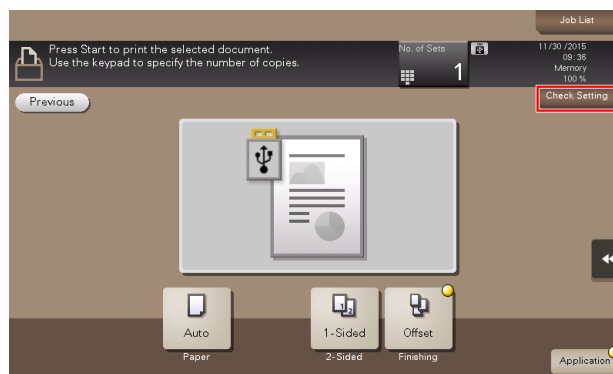 Job List
Press Start to print the selected document.
Use the keypad to specify the number of copies.
No. of Sets
1
11/30 /2015
09:36
Memory
100 %
Previous
Check Setting
Auto
1-Sided
Offset
Paper
2-Sided
Finishing
Application